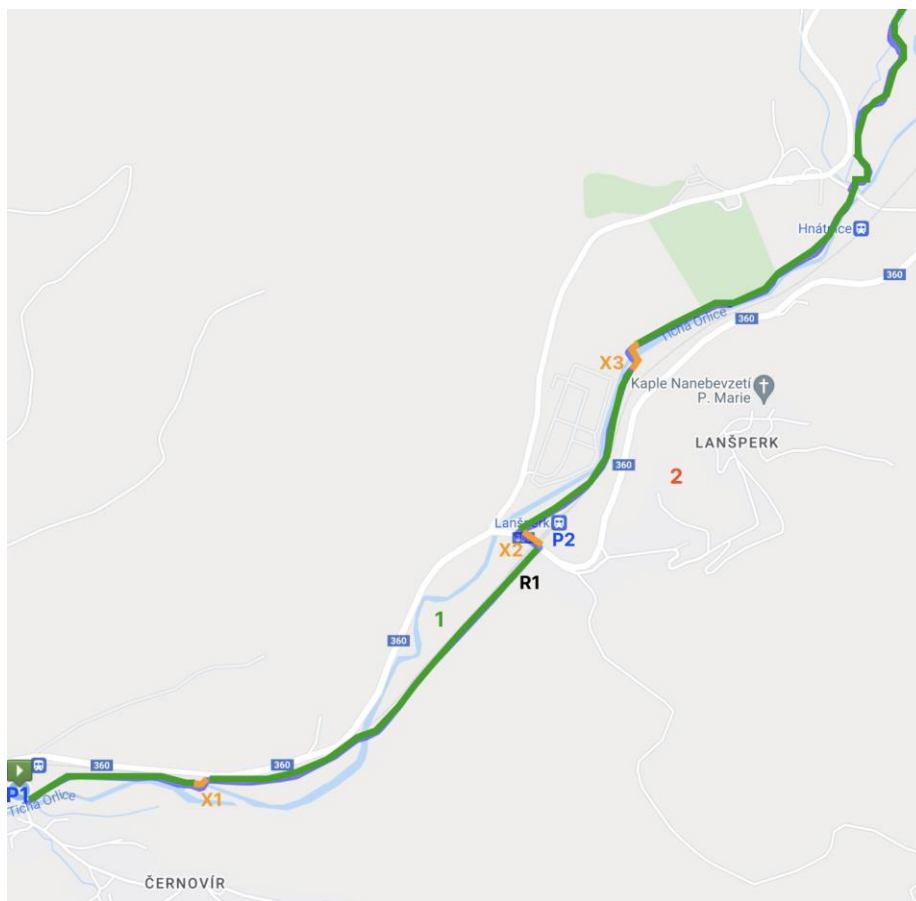 Hnátnice
360
Tichá Orlice
360
X3
Kaple Nanebevzetí
P. Marie
LANŠPERK
360
2
Lanšperk
X2
P2
R1
1
360
360
360
P1
Tichá Orlice
X1
ČERNOVÍR